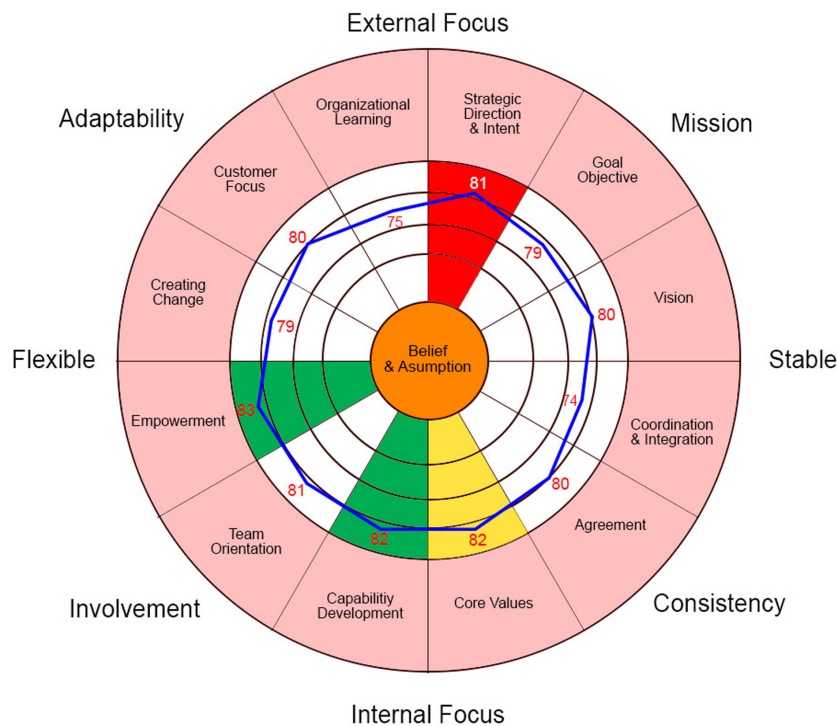 External Focus
Adaptability
Organizational
Learning
Strategic
Direction
& Intent
Mission
Customer
Focus
Goal
Objective
81
75
80
79
Creating
Change
79
80
Vision
Flexible
Belief
& Asumption
Stable
Empowerment
83
74
Coordination
& Integration
81
80
Team
Orientation
82
82
Agreement
Involvement
Capabilitiy
Development
Core Values
Consistency
Internal Focus